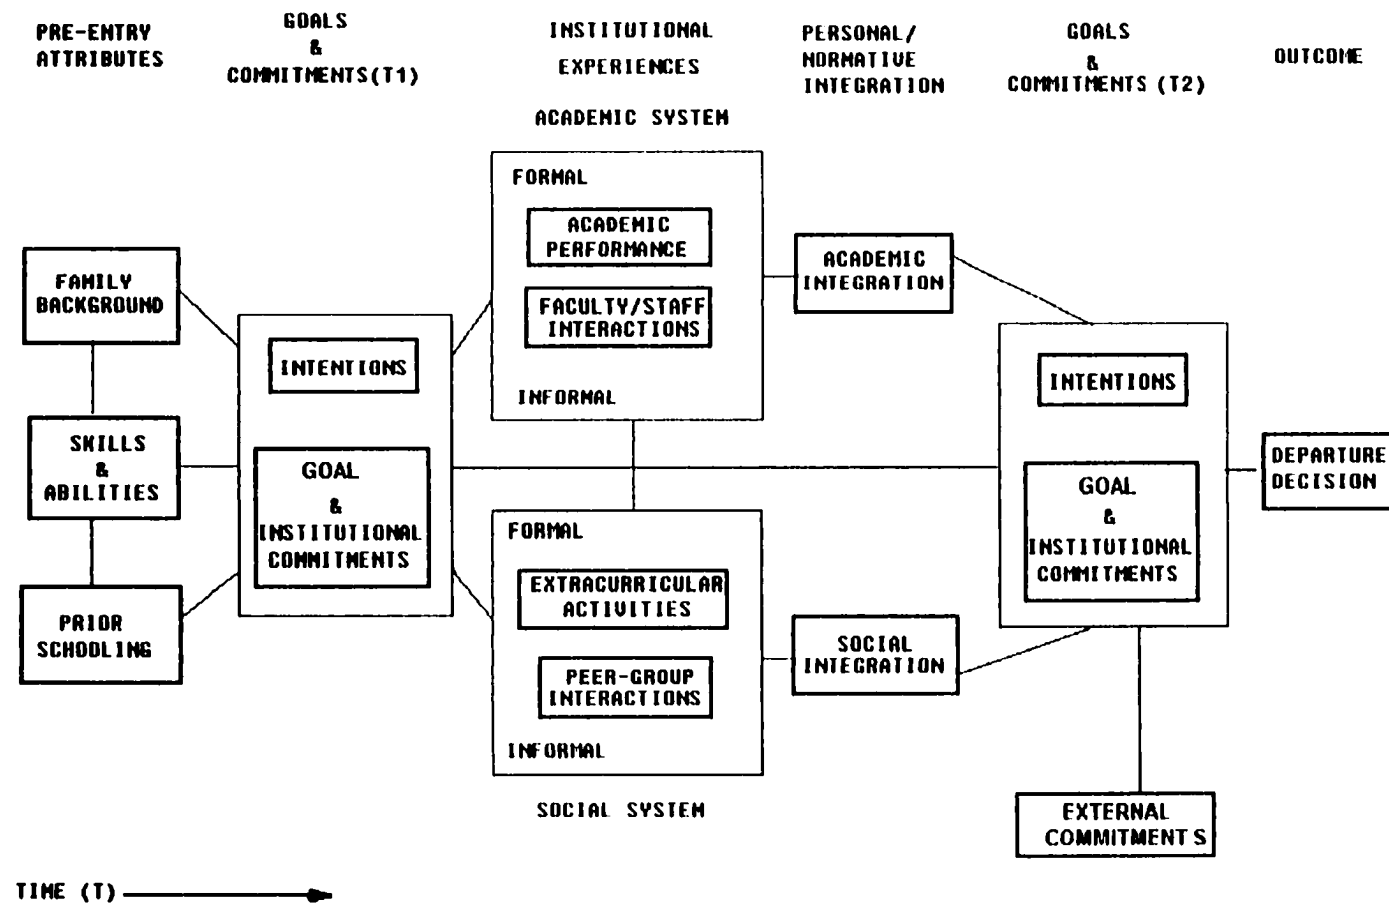 PRE-ENTRY
ATTRIBUTES
GOALS
&
COMMITMENTS(T1)
INSTITUTIONAL
EXPERIENCES
PERSONAL/
NORMATIVE
INTEGRATION
GOALS
&
COMMITMENTS (T2)
OUTCOME
ACADEMIC SYSTEM
FORMAL
ACADEMIC
PERFORMANCE
FACULTY/STAFF
INTERACTIONS
INFORMAL
FAMILY
BACKGROUND
SKILLS
&
ABILITIES
PRIOR
SCHOOLING
INTENTIONS
GOAL
&
INSTITUTIONAL
COMMITMENTS
FORMAL
EXTRACURRICULAR
ACTIVITIES
PEER-GROUP
INTERACTIONS
INFORMAL
SOCIAL SYSTEM
ACADEMIC
INTEGRATION
SOCIAL
INTEGRATION
INTENTIONS
GOAL
&
INSTITUTIONAL
COMMITMENTS
EXTERNAL
COMMITMENTS
DEPARTURE
DECISION
TIME (T)